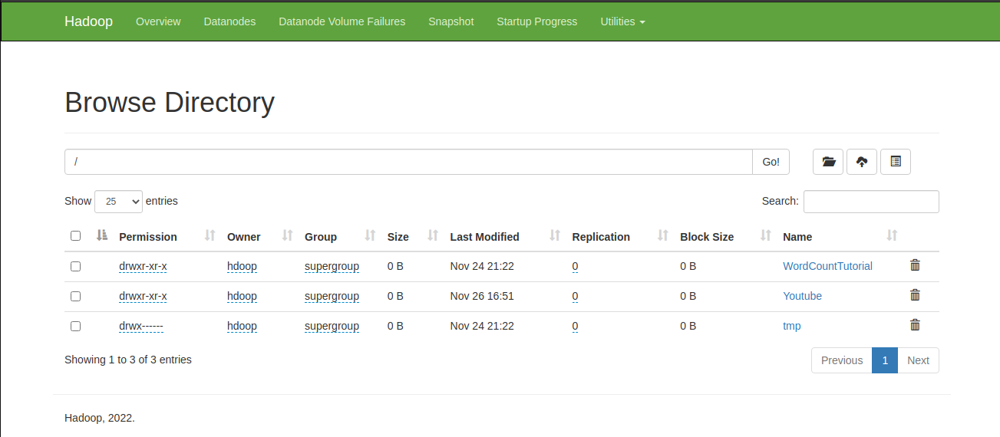 Hadoop Overview Datanodes Datanode Volume Failures Snapshot Startup Progress Utilities
Browse Directory
/ Go!
Show 25 entries Search:
Permission Owner Group Size Last Modified Replication Block Size Name
drwxr-xr-x hdoop supergroup 0 B Nov 24 21:22 0 0 B WordCountTutorial
drwxr-xr-x hdoop supergroup 0 B Nov 26 16:51 0 0 B Youtube
drwx------ hdoop supergroup 0 B Nov 24 21:22 0 0 B tmp
Showing 1 to 3 of 3 entries Previous 1 Next
Hadoop, 2022.